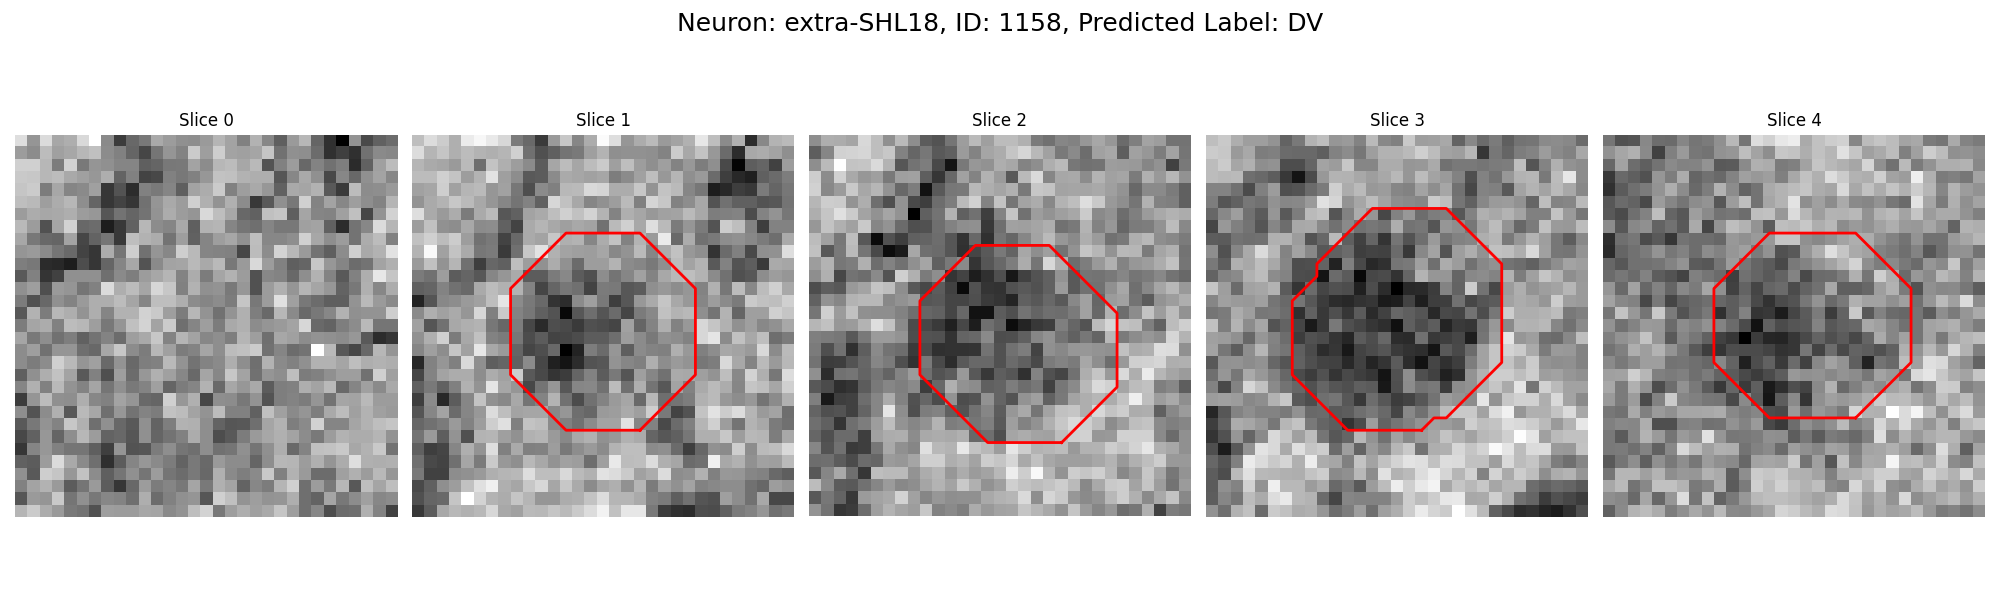 Neuron: extra-SHL18, ID: 1158, Predicted Label: DV
Slice 0
Slice 1
Slice 2
Slice 3
Slice 4